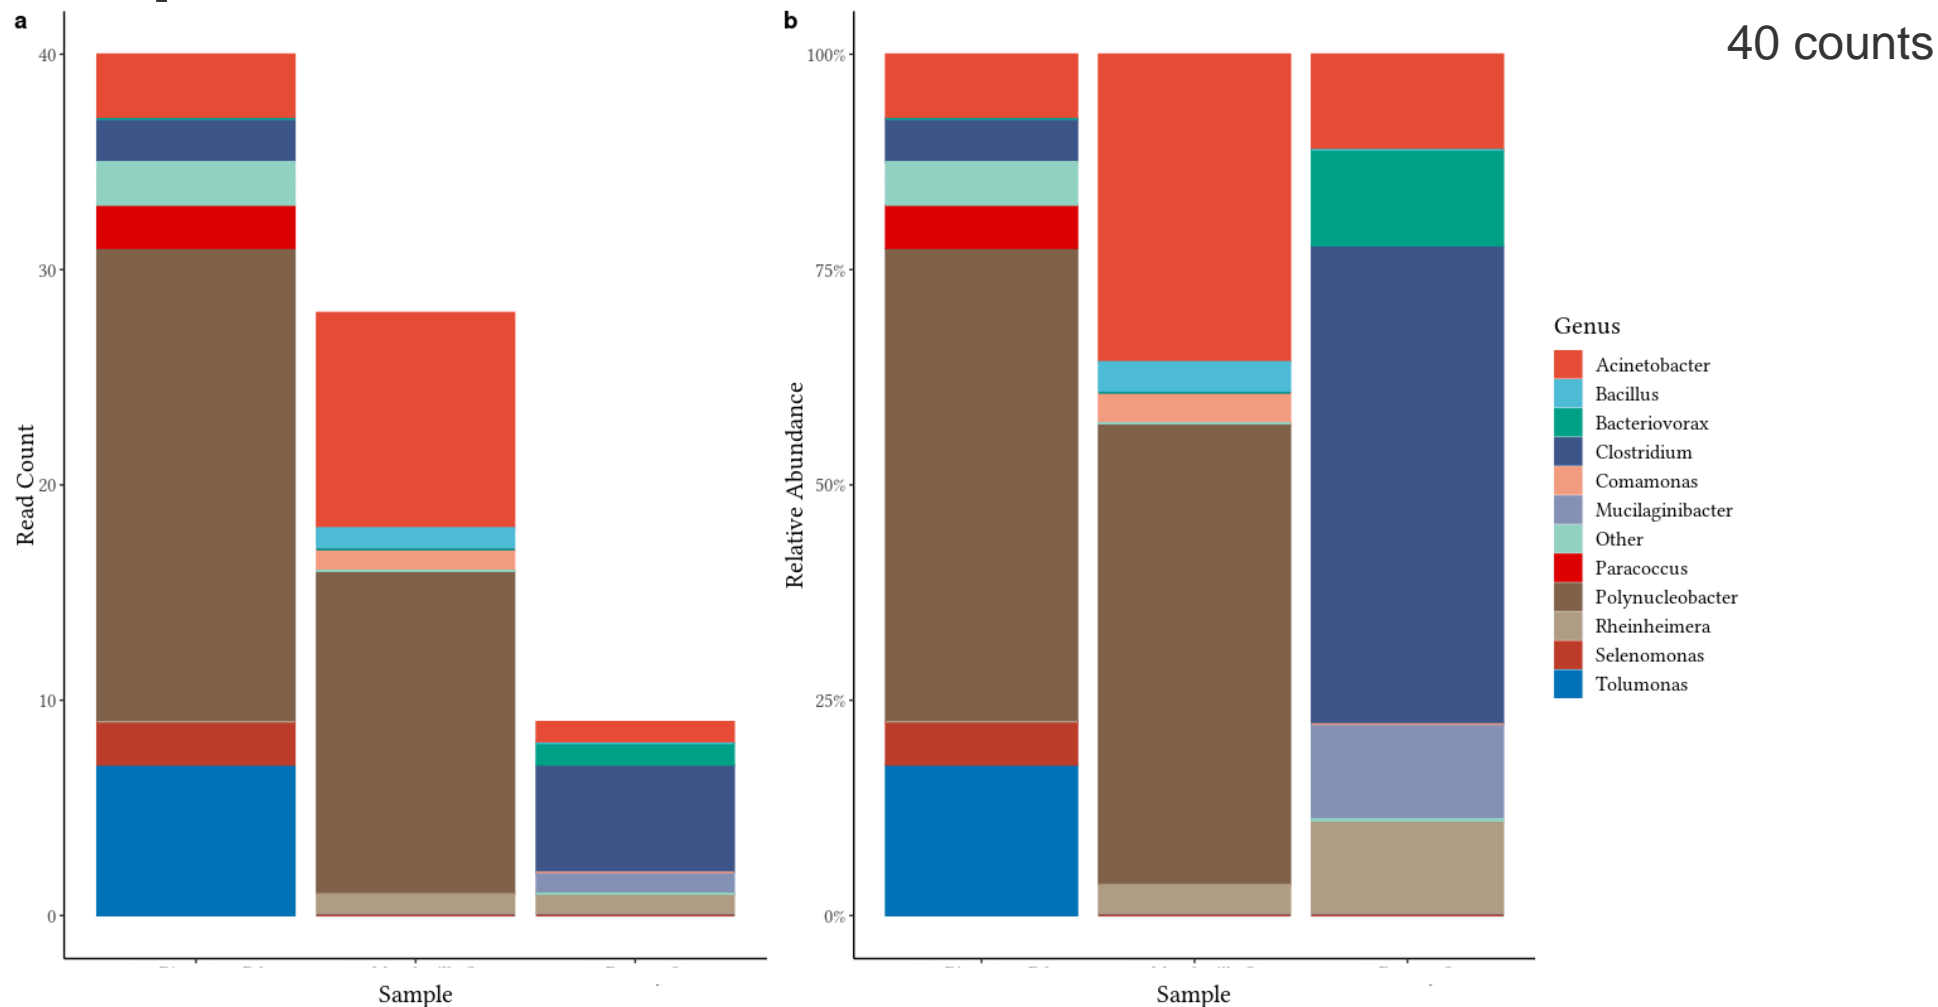 a
b
40 counts
40
30
20
10
0
Read Count
Sample
100%
75%
50%
25%
0%
Relative Abundance
Sample
Genus
Acinetobacter
Bacillus
Bacteriovorax
Clostridium
Comamonas
Mucilaginibacter
Other
Paracoccus
Polynucleobacter
Rheinheimera
Selenomonas
Tolumonas